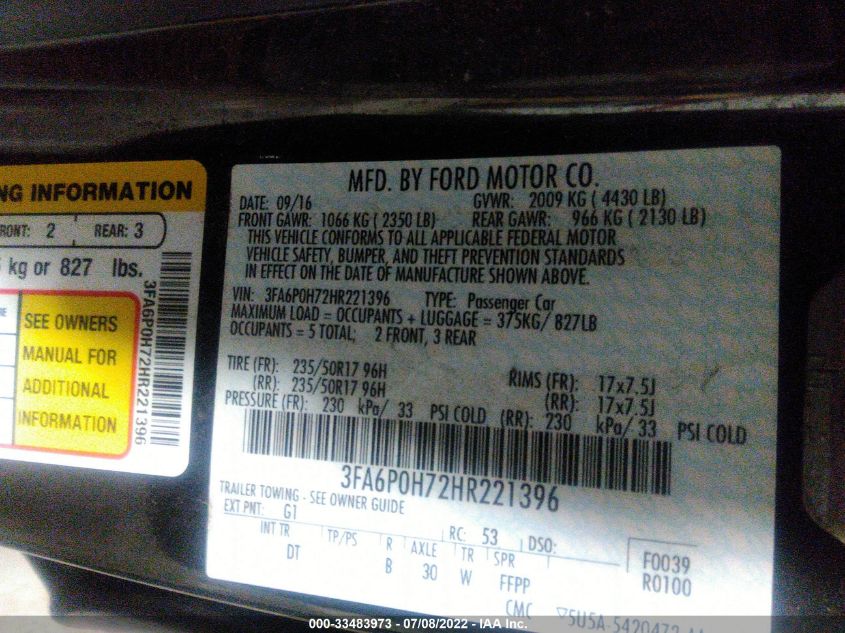 NG INFORMATION
RONT: 2 REAR: 3
kg or 827 lbs.
SEE OWNERS
MANUAL FOR
ADDITIONAL
INFORMATION
3FA6P0H72HR221396
MFD. BY FORD MOTOR CO.
DATE: 09/16 GVWR: 2009 KG ( 4430 LB)
FRONT GAWR: 1066 KG ( 2350 LB) REAR GAWR: 966 KG ( 2130 LB)
THIS VEHICLE CONFORMS TO ALL APPLICABLE FEDERAL MOTOR
VEHICLE SAFETY, BUMPER, AND THEFT PREVENTION STANDARDS
IN EFFECT ON THE DATE OF MANUFACTURE SHOWN ABOVE.
VIN: 3FA6P0H72HR221396 TYPE: Passenger Car
MAXIMUM LOAD = OCCUPANTS + LUGGAGE = 375KG/ 827LB
OCCUPANTS = 5 TOTAL; 2 FRONT, 3 REAR
TIRE (FR): 235/50R17 96H RIMS (FR): 17x7.5J
(RR): 235/50R17 96H (RR): 17x7.5J
PRESSURE (FR): 230 kPa/ 33 PSI COLD (RR): 230 kPa/33 PSI COLD
3FA6P0H72HR221396
TRAILER TOWING - SEE OWNER GUIDE
EXT PNT: G1 RC: 53 DSO: F0039
INT TR TP/PS R AXLE TR SPR R0100
DT B 30 W FFPP
CMC ▽5U5A-5420472
000-33483973 / 07/08/2022 - IAA Inc.